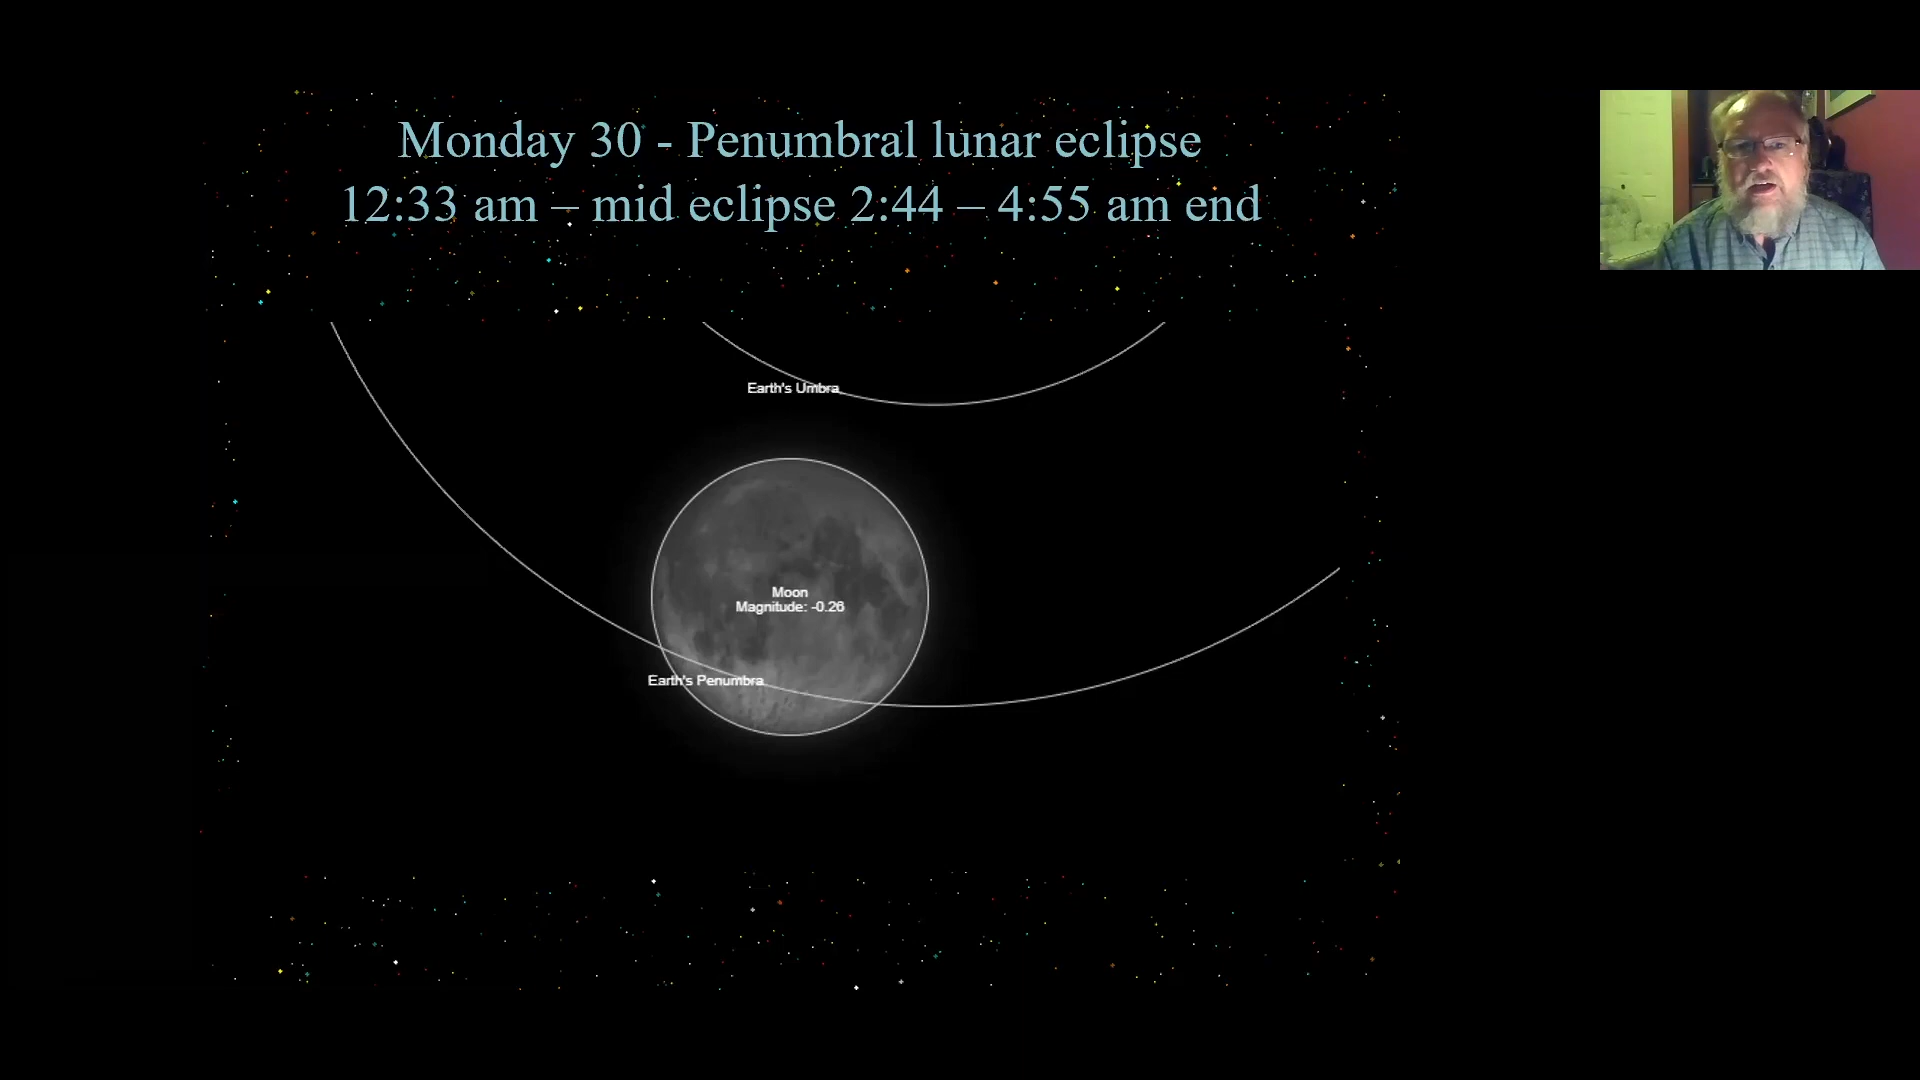 Monday 30 - Penumbral lunar eclipse
12:33 am – mid eclipse 2:44 – 4:55 am end
Earth's Umbra
Moon
Magnitude: -0.26
Earth's Penumbra